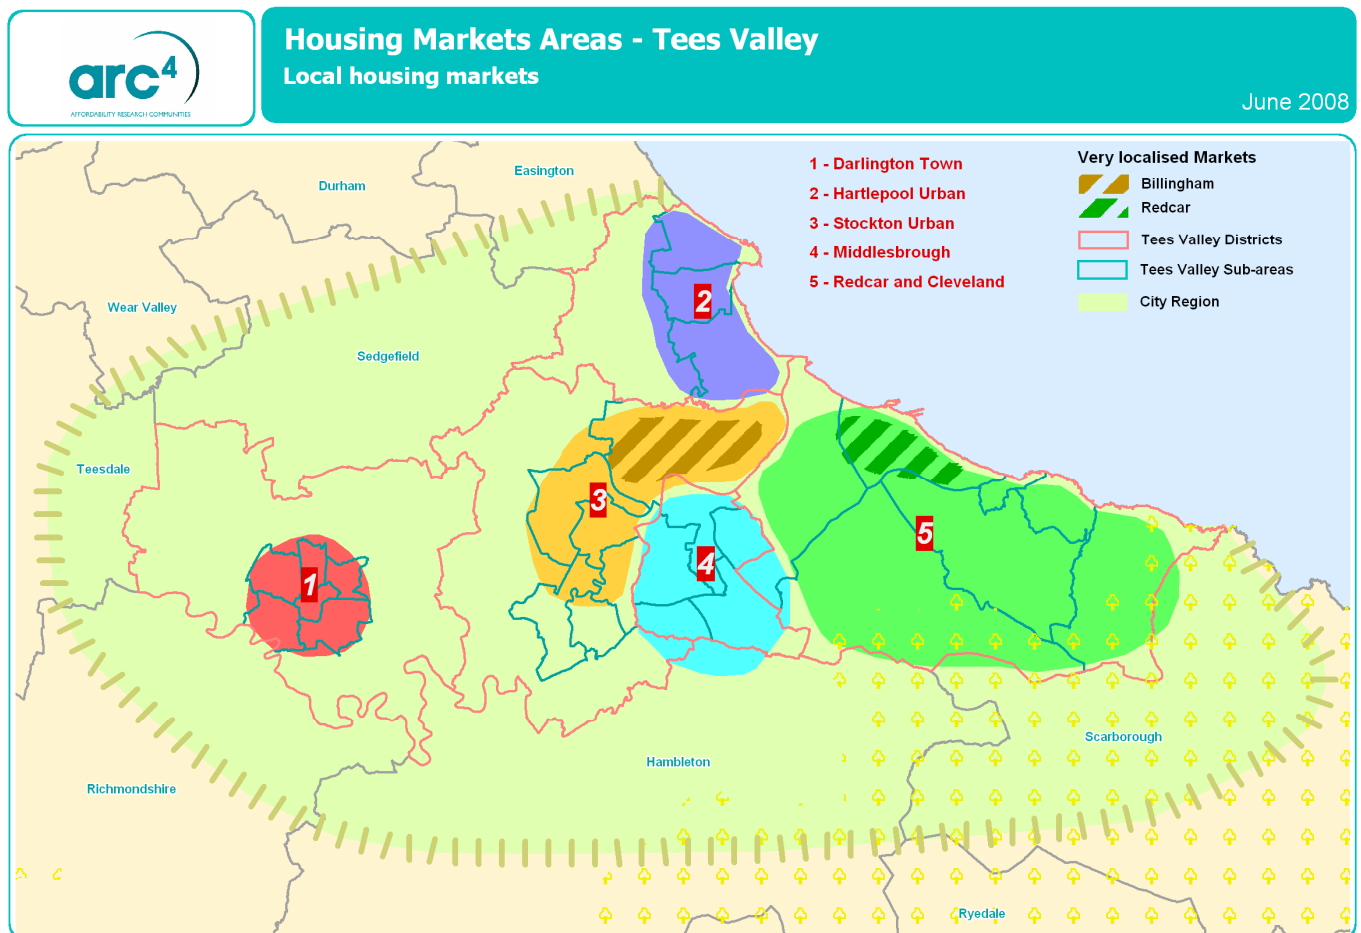 arc4
AFFORDABILITY RESEARCH COMMUNITIES
Housing Markets Areas - Tees Valley
Local housing markets
June 2008
1 - Darlington Town
2 - Hartlepool Urban
3 - Stockton Urban
4 - Middlesbrough
5 - Redcar and Cleveland
Very localised Markets
Billingham
Redcar
Tees Valley Districts
Tees Valley Sub-areas
City Region
Easington
Durham
Wear Valley
2
Sedgefield
Teesdale
3
5
4
1
Scarborough
Hambleton
Richmondshire
Ryedale